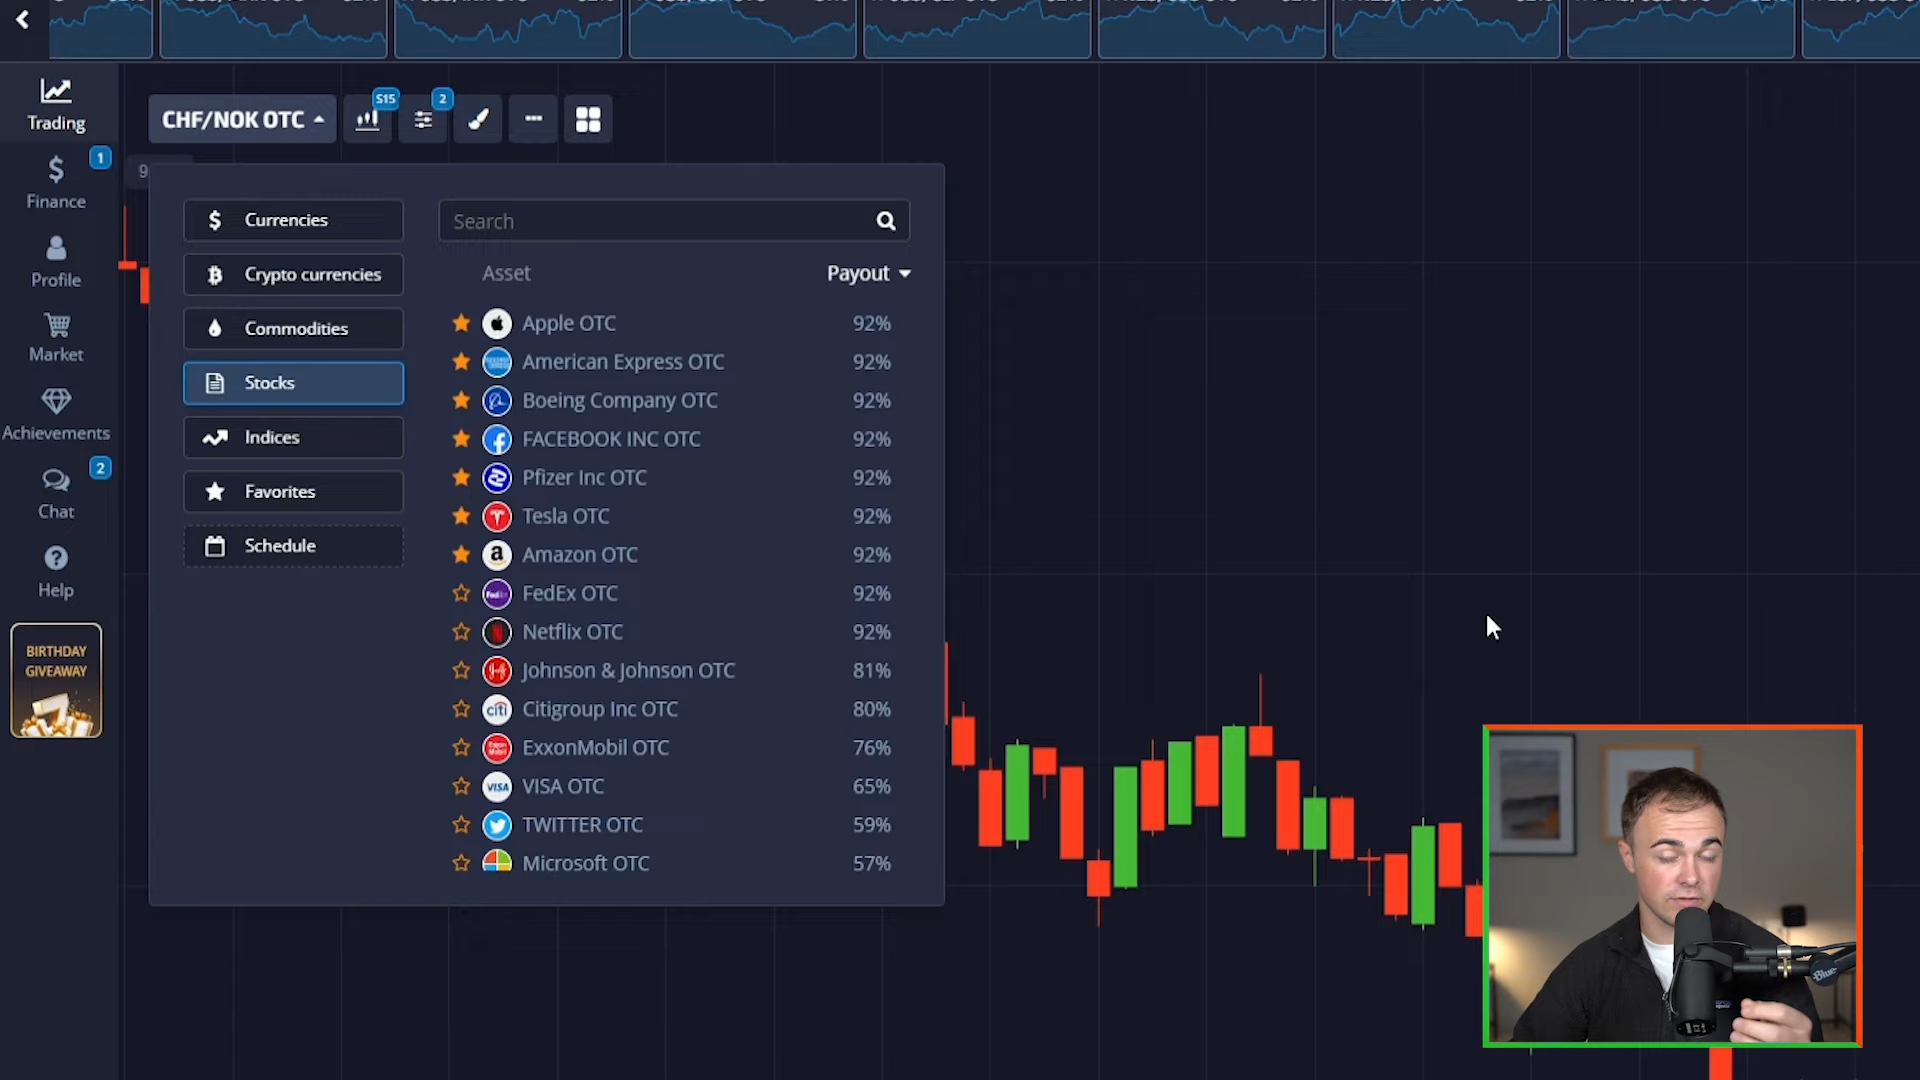 Trading
Finance
1
Profile
Market
Achievements
Chat
2
Help
BIRTHDAY
GIVEAWAY
CHF/NOK OTC
S15
2
9
Currencies
Crypto currencies
Commodities
Stocks
Indices
Favorites
Schedule
Search
Asset Payout
Apple OTC 92%
American Express OTC 92%
Boeing Company OTC 92%
FACEBOOK INC OTC 92%
Pfizer Inc OTC 92%
Tesla OTC 92%
Amazon OTC 92%
FedEx OTC 92%
Netflix OTC 92%
Johnson & Johnson OTC 81%
Citigroup Inc OTC 80%
ExxonMobil OTC 76%
VISA OTC 65%
TWITTER OTC 59%
Microsoft OTC 57%
citi
VISA
Blue